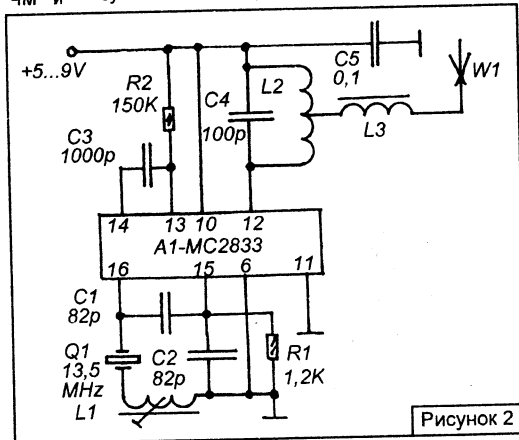 ЧМ и
+5...9V
R2
150K
C3
1000p
C4
100p
L2
C5
0,1
L3
W1
14 13 10 12
A1-MC2833
16 15 6 11
C1
82p
Q1
13,5
MHz
L1
C2
82p
R1
1,2K
Рисунок 2